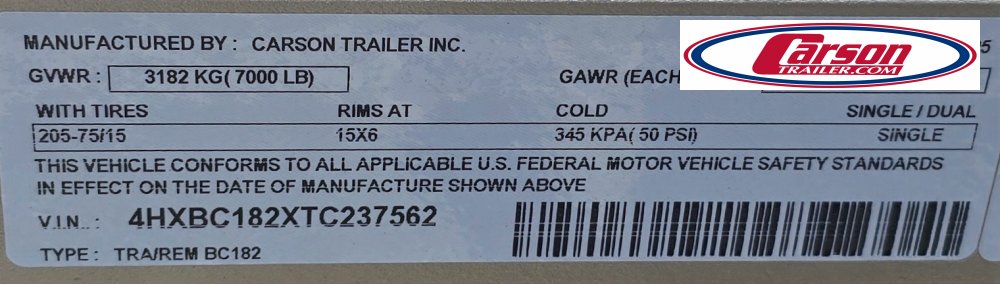 MANUFACTURED BY : CARSON TRAILER INC.
Carson
TRAILER.COM
GVWR : 3182 KG( 7000 LB) GAWR (EACH
WITH TIRES RIMS AT COLD SINGLE / DUAL
205-75/15 15X6 345 KPA( 50 PSI) SINGLE
THIS VEHICLE CONFORMS TO ALL APPLICABLE U.S. FEDERAL MOTOR VEHICLE SAFETY STANDARDS
IN EFFECT ON THE DATE OF MANUFACTURE SHOWN ABOVE
V.I.N.. : 4HXBC182XTC237562
TYPE : TRA/REM BC182